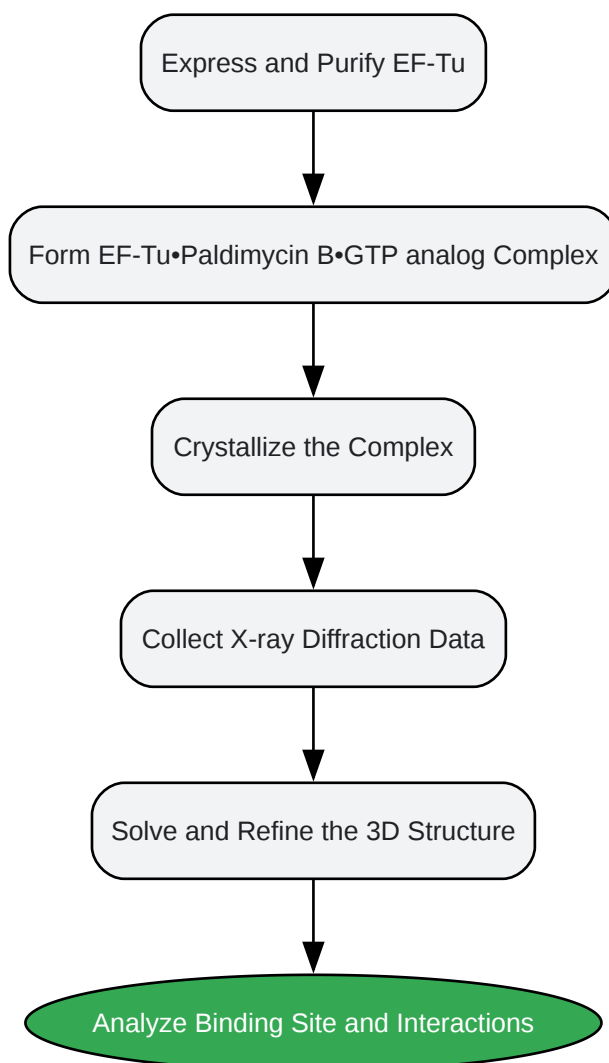 Express and Purify EF-Tu
Form EF-Tu•Paldimycin B•GTP analog Complex
Crystallize the Complex
Collect X-ray Diffraction Data
Solve and Refine the 3D Structure
Analyze Binding Site and Interactions